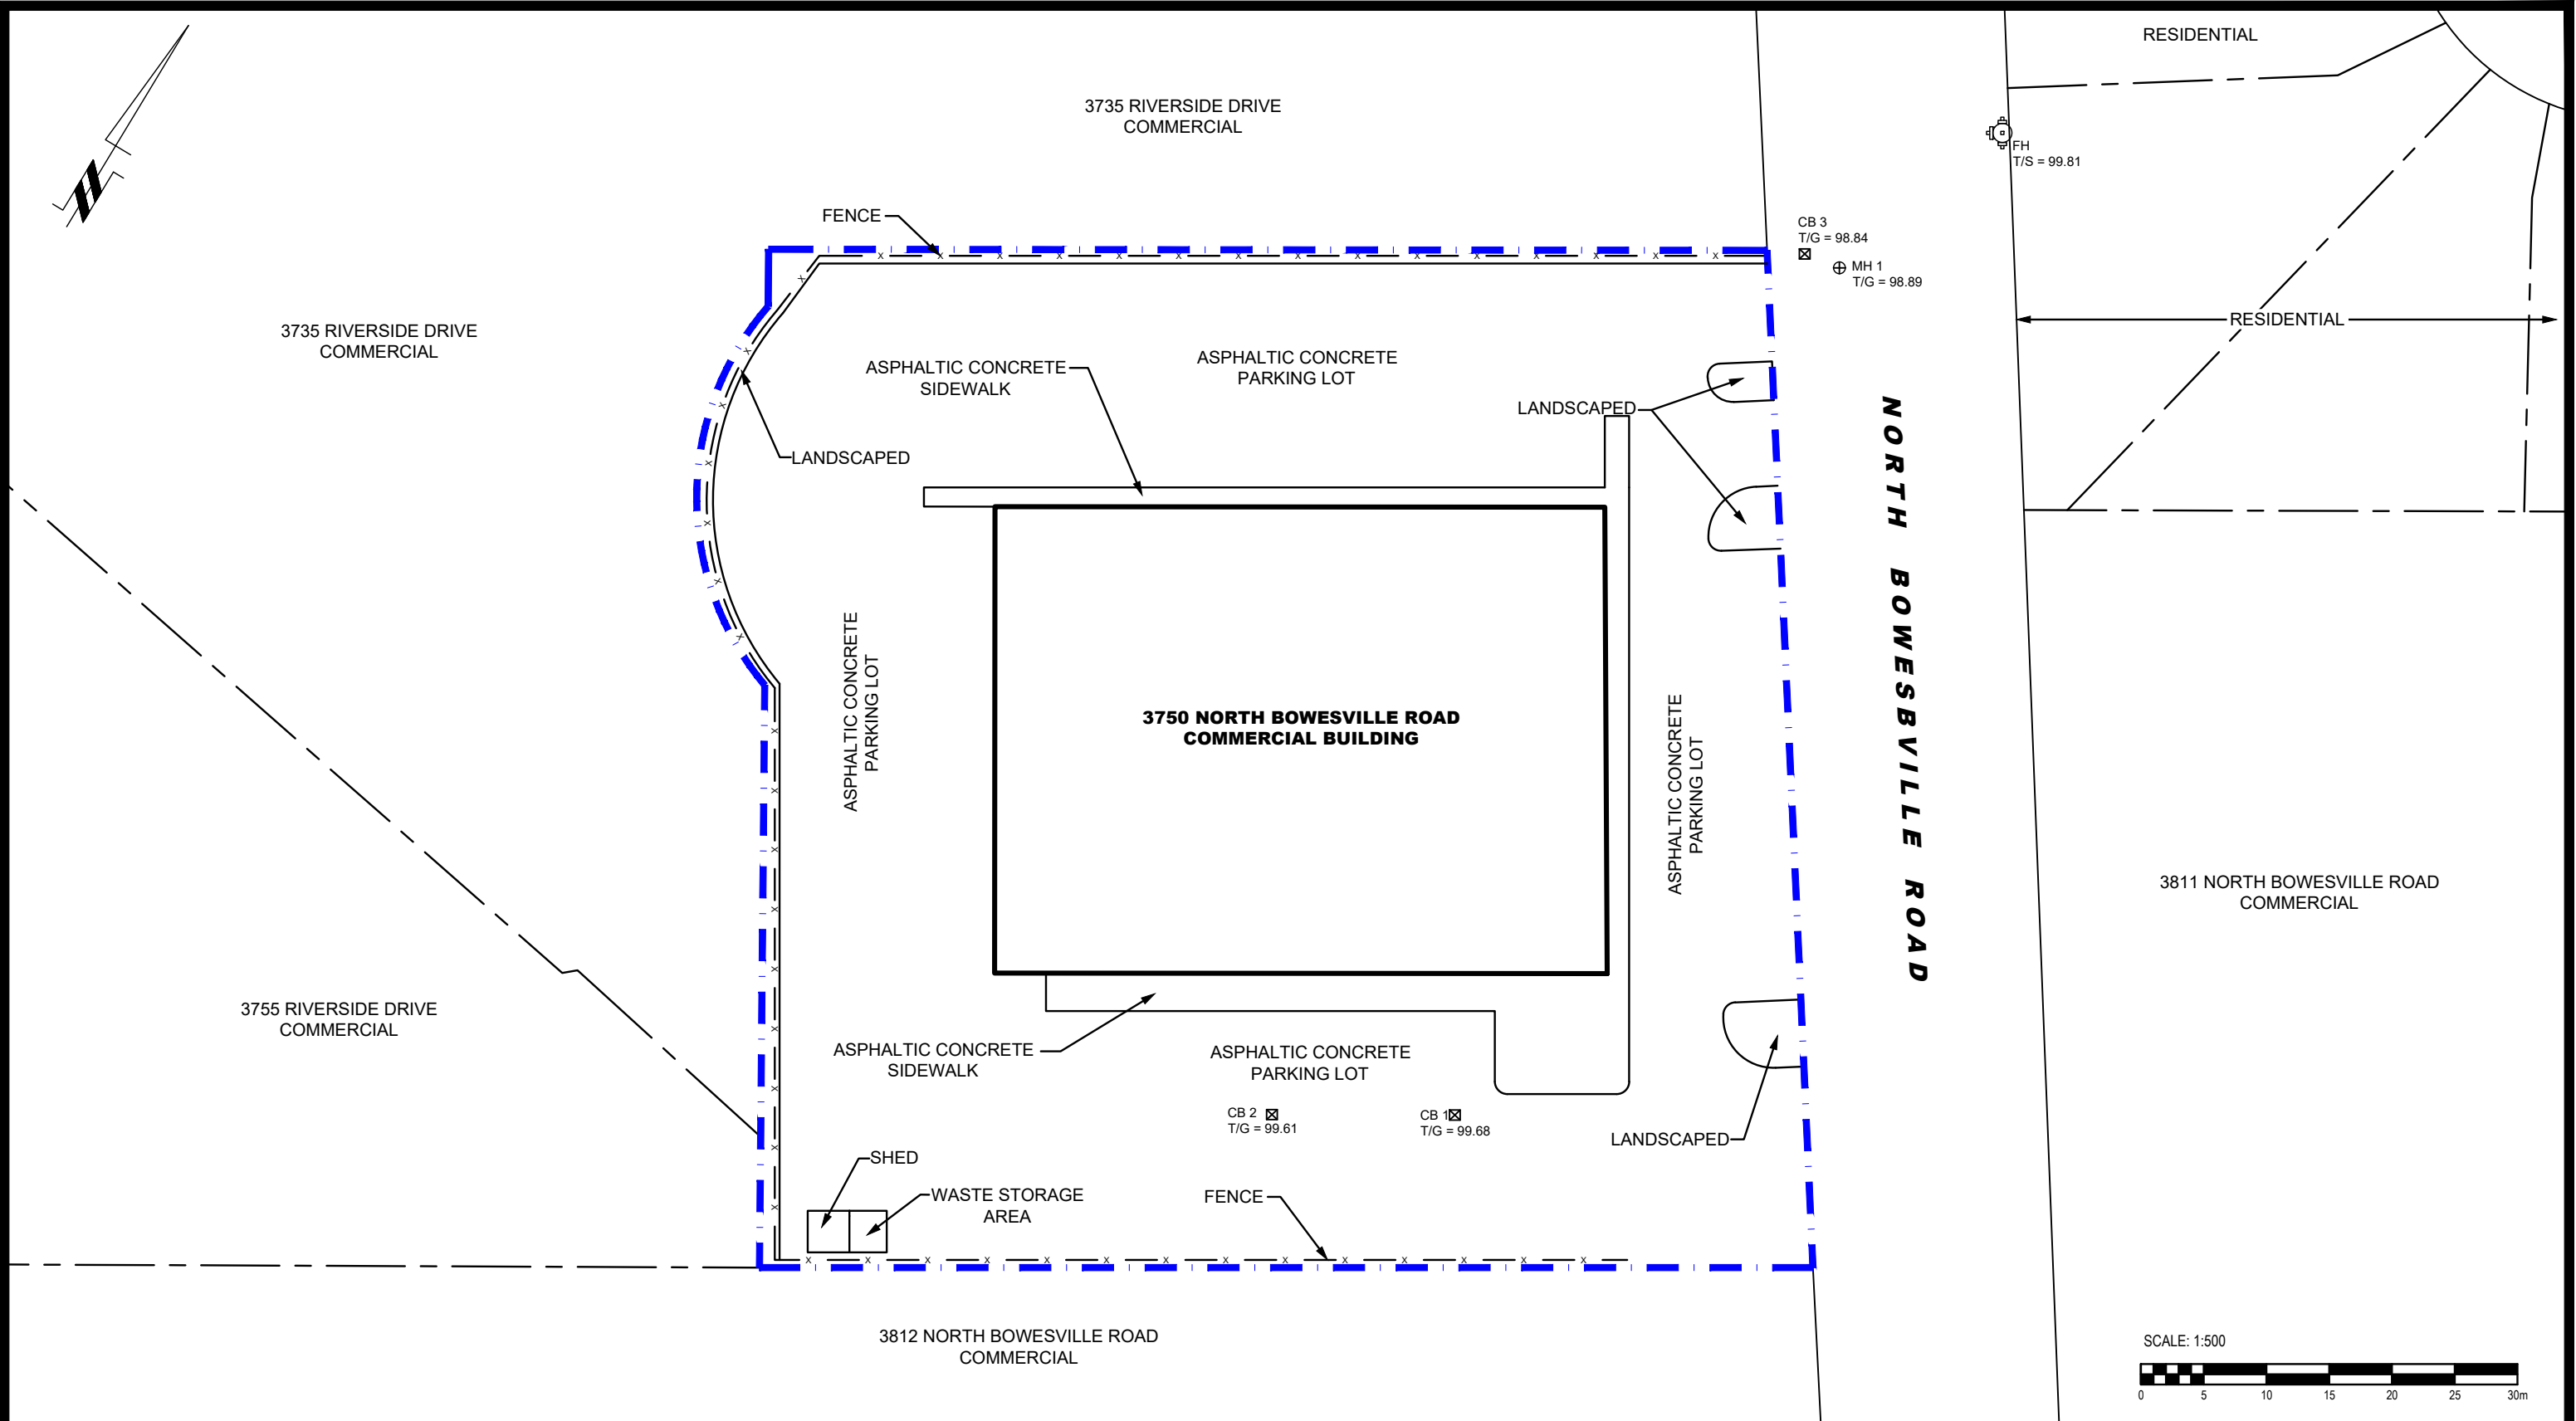 RESIDENTIAL
3735 RIVERSIDE DRIVE
COMMERCIAL
FH
T/S = 99.81
FENCE
CB 3
T/G = 98.84
MH 1
T/G = 98.89
3735 RIVERSIDE DRIVE
COMMERCIAL
RESIDENTIAL
ASPHALTIC CONCRETE
SIDEWALK
ASPHALTIC CONCRETE
PARKING LOT
LANDSCAPED
LANDSCAPED
NORTH BOWESBVILLE ROAD
ASPHALTIC CONCRETE
PARKING LOT
3750 NORTH BOWESVILLE ROAD
COMMERCIAL BUILDING
ASPHALTIC CONCRETE
PARKING LOT
3811 NORTH BOWESVILLE ROAD
COMMERCIAL
3755 RIVERSIDE DRIVE
COMMERCIAL
ASPHALTIC CONCRETE
SIDEWALK
ASPHALTIC CONCRETE
PARKING LOT
CB 2
T/G = 99.61
CB 1
T/G = 99.68
LANDSCAPED
SHED
WASTE STORAGE
AREA
FENCE
3812 NORTH BOWESVILLE ROAD
COMMERCIAL
SCALE: 1:500
0 5 10 15 20 25 30m
N